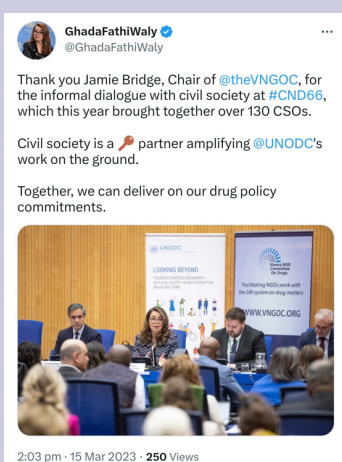 GhadaFathiWaly
@GhadaFathiWaly
Thank you Jamie Bridge, Chair of @theVNGOC, for
the informal dialogue with civil society at #CND66,
which this year brought together over 130 CSOs.
Civil society is a 🔑 partner amplifying @UNODC's
work on the ground.
Together, we can deliver on our drug policy
commitments.
UNODC
LOOKING BEYOND
Vienna NGO
Committee
On Drugs
Facilitating NGOs work with
the UN system on drug matters
WWW.VNGOC.ORG
2:03 pm · 15 Mar 2023 · 250 Views